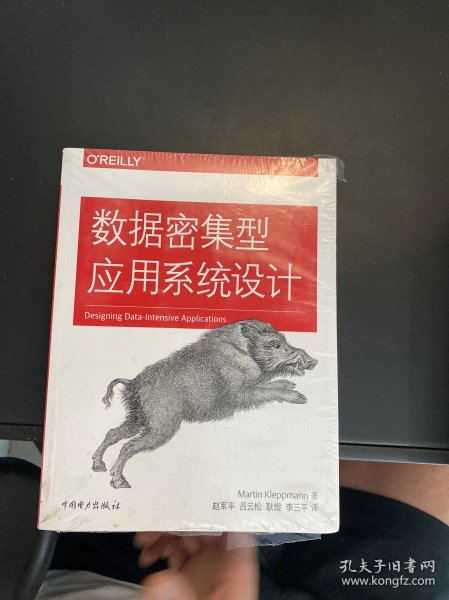 O'REILLY
数据密集型
应用系统设计
Designing Data-Intensive Applications
Martin Kleppmann 著
赵军平 吕云松 耿煜 李三平 译
中国电力出版社
孔夫子旧书网
www.kongfz.com